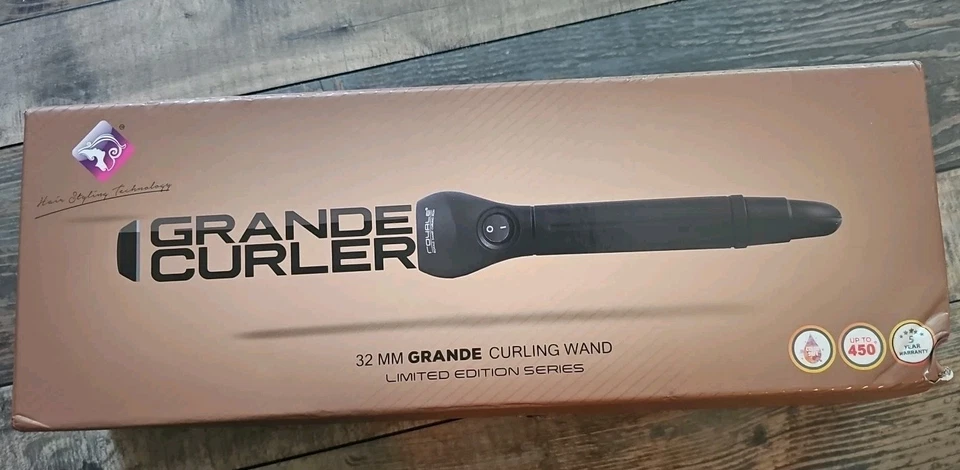 ®
Hair Styling Technology
GRANDE
CURLER
ROYALE
O I
32 MM GRANDE CURLING WAND
LIMITED EDITION SERIES
UP TO
450°
5
YEAR
WARRANTY